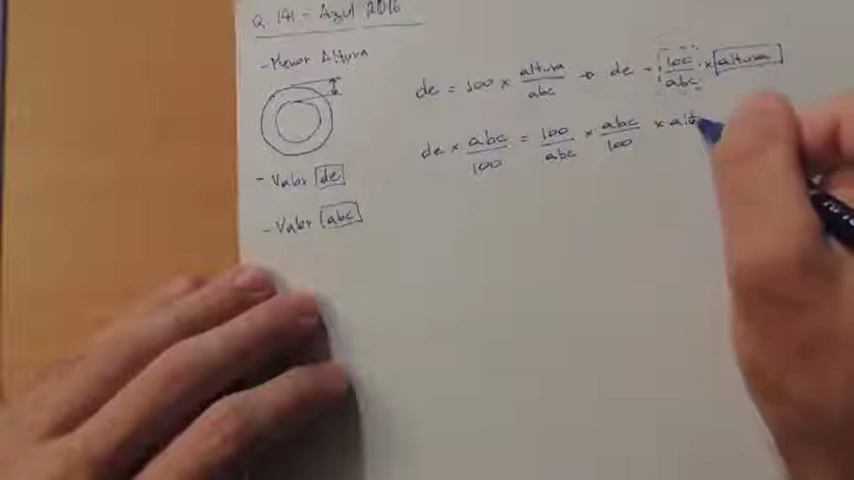 Q. 141 - Azul 2016
- Menor Altura
de = 100 × altura/abc → de = 100/abc × altura
de × abc/100 = 100/abc × abc/100 × alt
- Valor de
- Valor abc